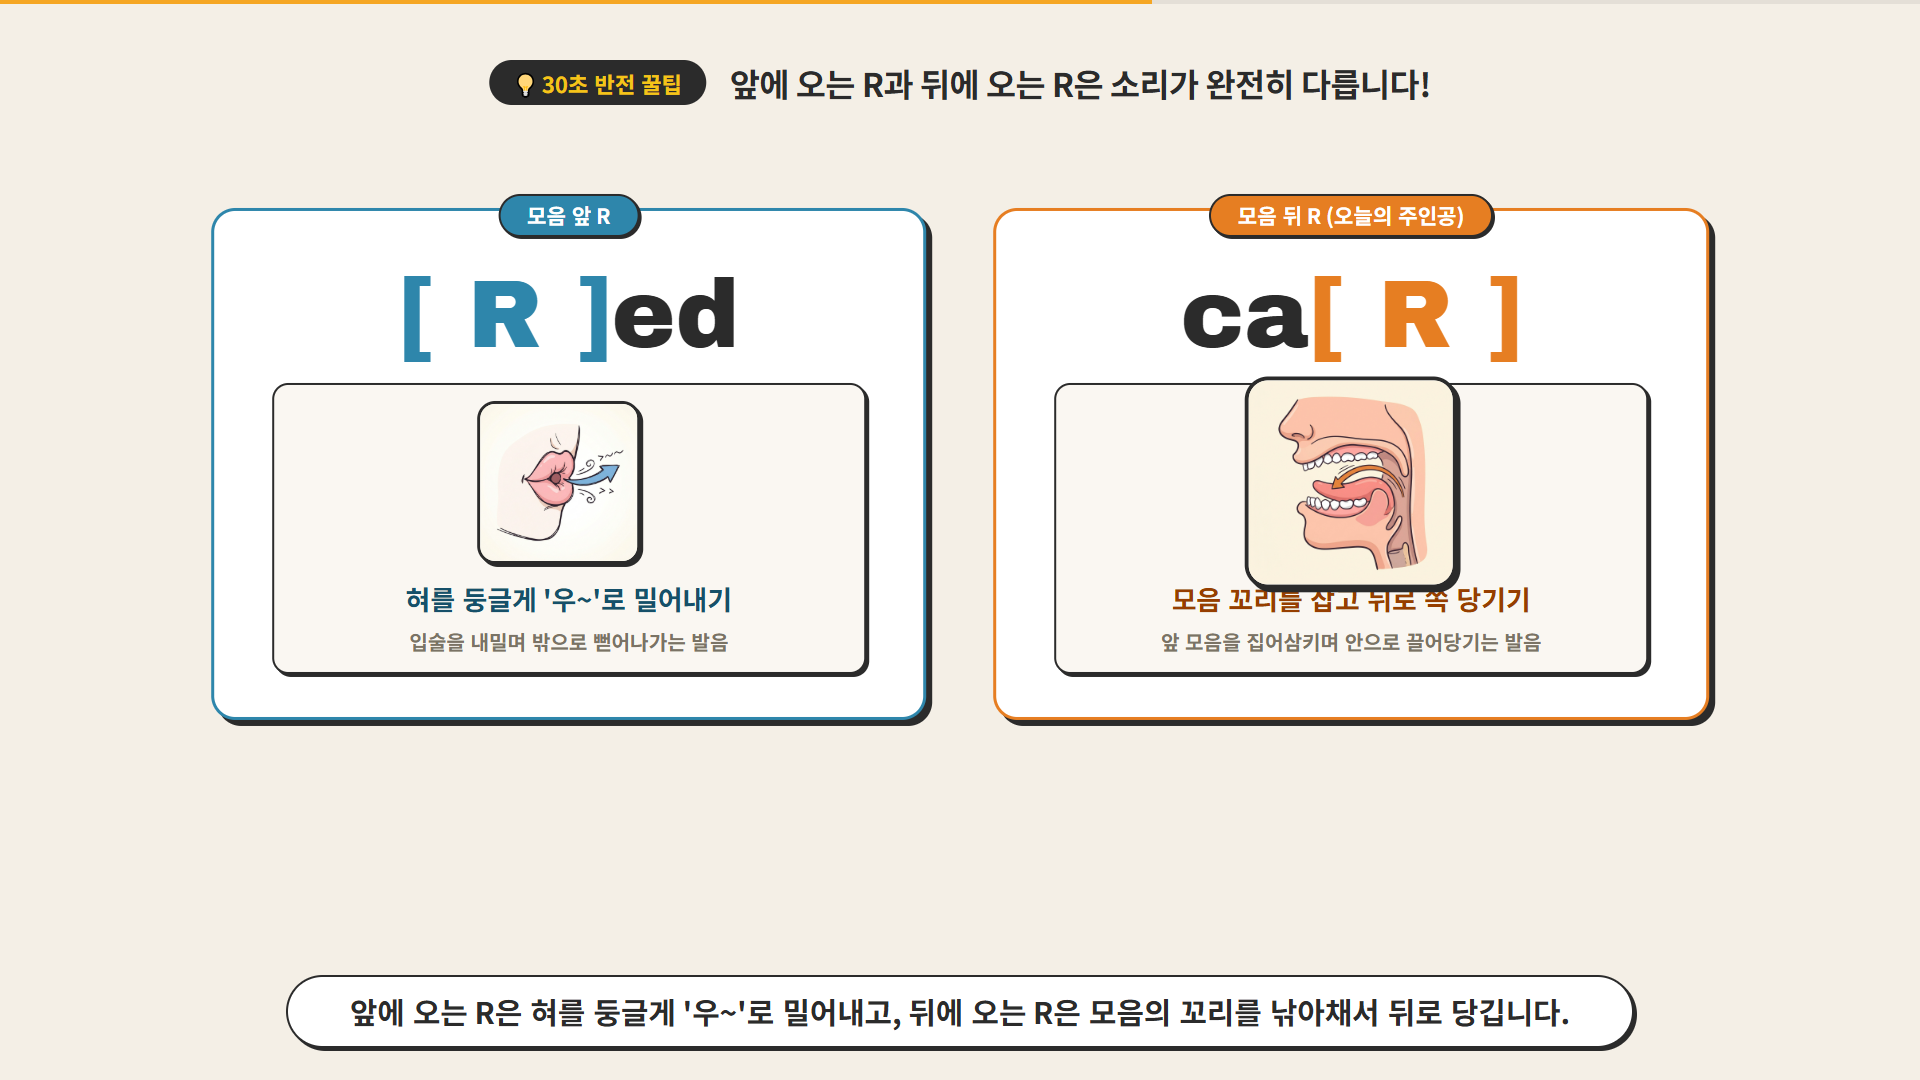 💡 30초 반전 꿀팁 앞에 오는 R과 뒤에 오는 R은 소리가 완전히 다릅니다!
모음 앞 R
[ R ]ed
혀를 둥글게 '우~'로 밀어내기
입술을 내밀며 밖으로 뻗어나가는 발음
모음 뒤 R (오늘의 주인공)
ca[ R ]
모음 꼬리를 잡고 뒤로 쏙 당기기
앞 모음을 집어삼키며 안으로 끌어당기는 발음
앞에 오는 R은 혀를 둥글게 '우~'로 밀어내고, 뒤에 오는 R은 모음의 꼬리를 낚아채서 뒤로 당깁니다.